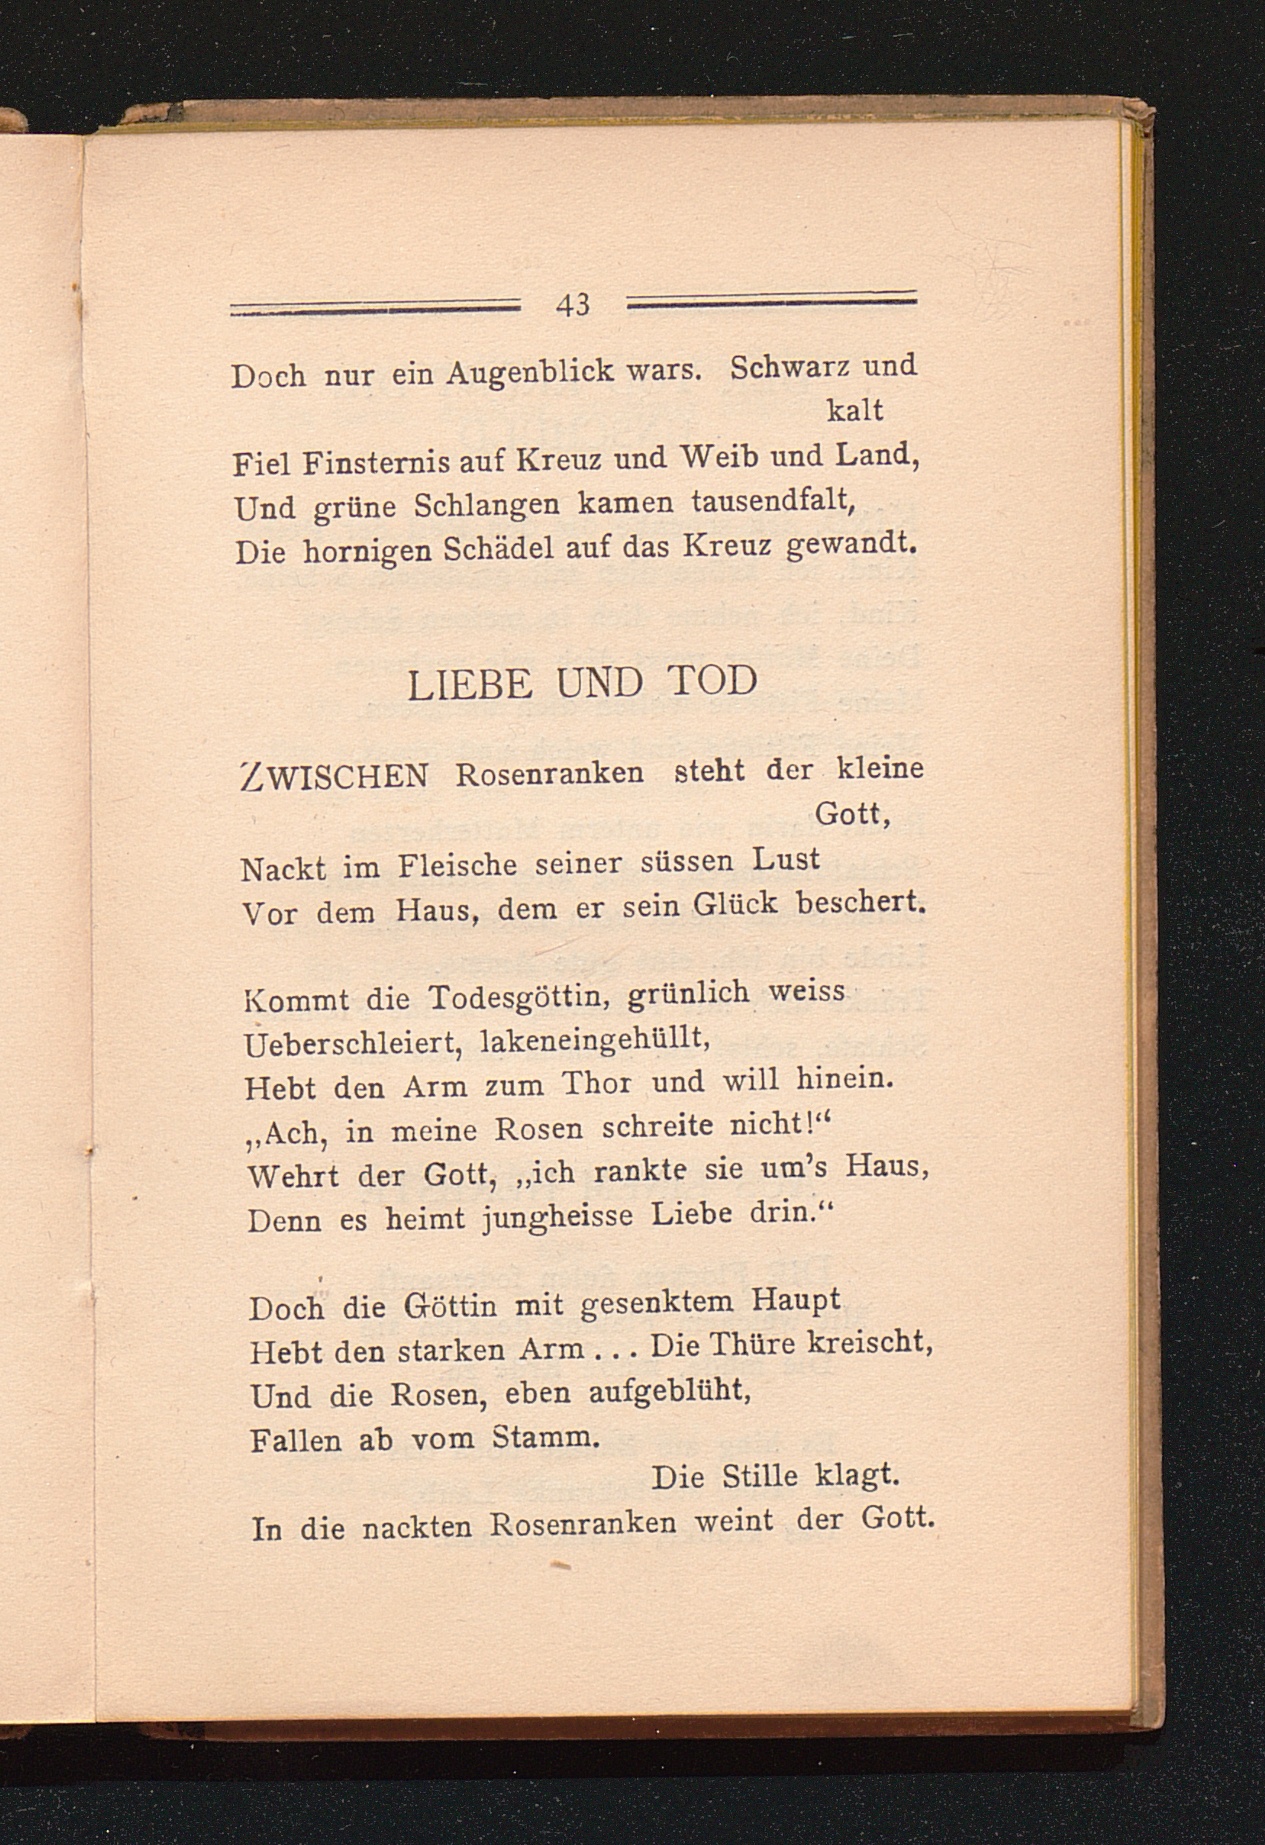 43
Doch nur ein Augenblick wars. Schwarz und
kalt
Fiel Finsternis auf Kreuz und Weib und Land,
Und grüne Schlangen kamen tausendfalt,
Die hornigen Schädel auf das Kreuz gewandt.
LIEBE UND TOD
ZWISCHEN Rosenranken steht der kleine
Gott,
Nackt im Fleische seiner süssen Lust
Vor dem Haus, dem er sein Glück beschert.
Kommt die Todesgöttin, grünlich weiss
Ueberschleiert, lakeneingehüllt,
Hebt den Arm zum Thor und will hinein.
„Ach, in meine Rosen schreite nicht!“
Wehrt der Gott, „ich rankte sie um's Haus,
Denn es heimt jungheisse Liebe drin.“
Doch die Göttin mit gesenktem Haupt
Hebt den starken Arm... Die Thüre kreischt,
Und die Rosen, eben aufgeblüht,
Fallen ab vom Stamm.
Die Stille klagt.
In die nackten Rosenranken weint der Gott.